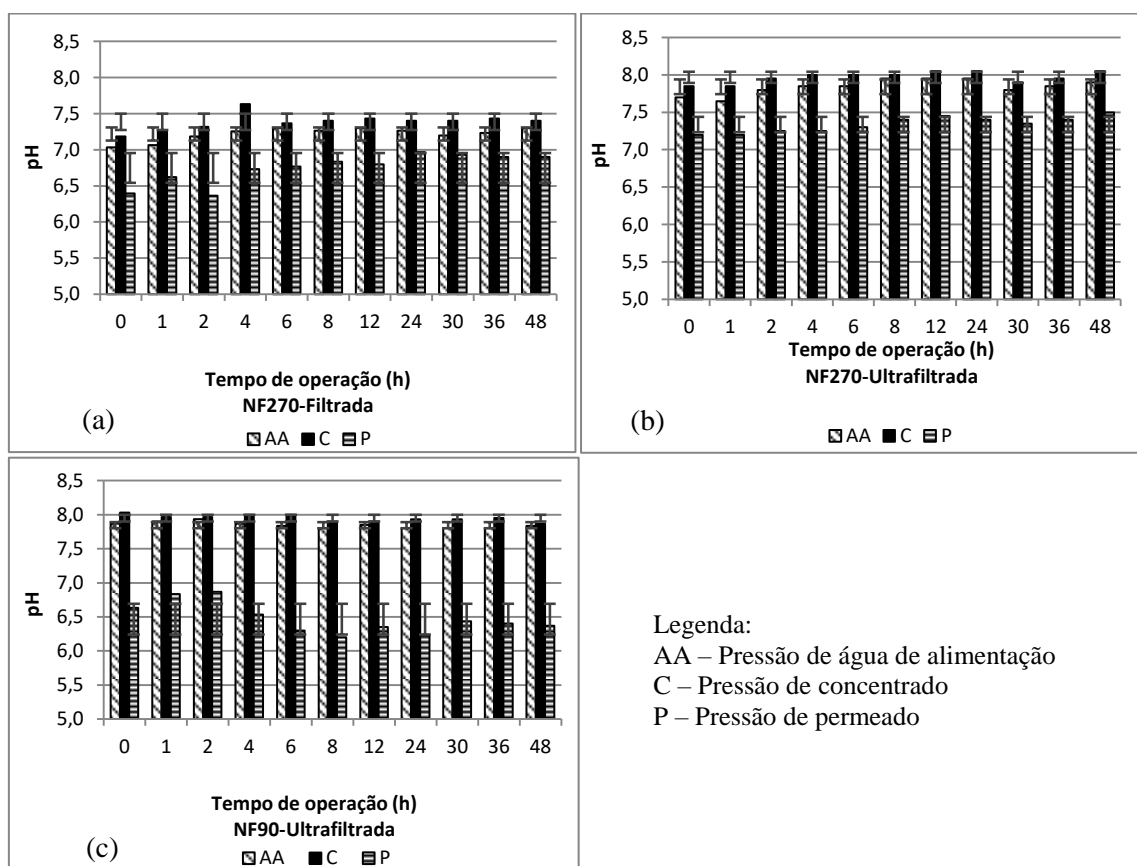 8,5
8,0
7,5
7,0
6,5
6,0
5,5
5,0
pH
0 1 2 4 6 8 12 24 30 36 48
Tempo de operação (h)
NF270-Filtrada
(a)
AA C P
8,5
8,0
7,5
7,0
6,5
6,0
5,5
5,0
pH
0 1 2 4 6 8 12 24 30 36 48
Tempo de operação (h)
NF270-Ultrafiltrada
(b)
AA C P
8,5
8,0
7,5
7,0
6,5
6,0
5,5
5,0
pH
0 1 2 4 6 8 12 24 30 36 48
Tempo de operação (h)
NF90-Ultrafiltrada
(c)
AA C P
Legenda:
AA – Pressão de água de alimentação
C – Pressão de concentrado
P – Pressão de permeado